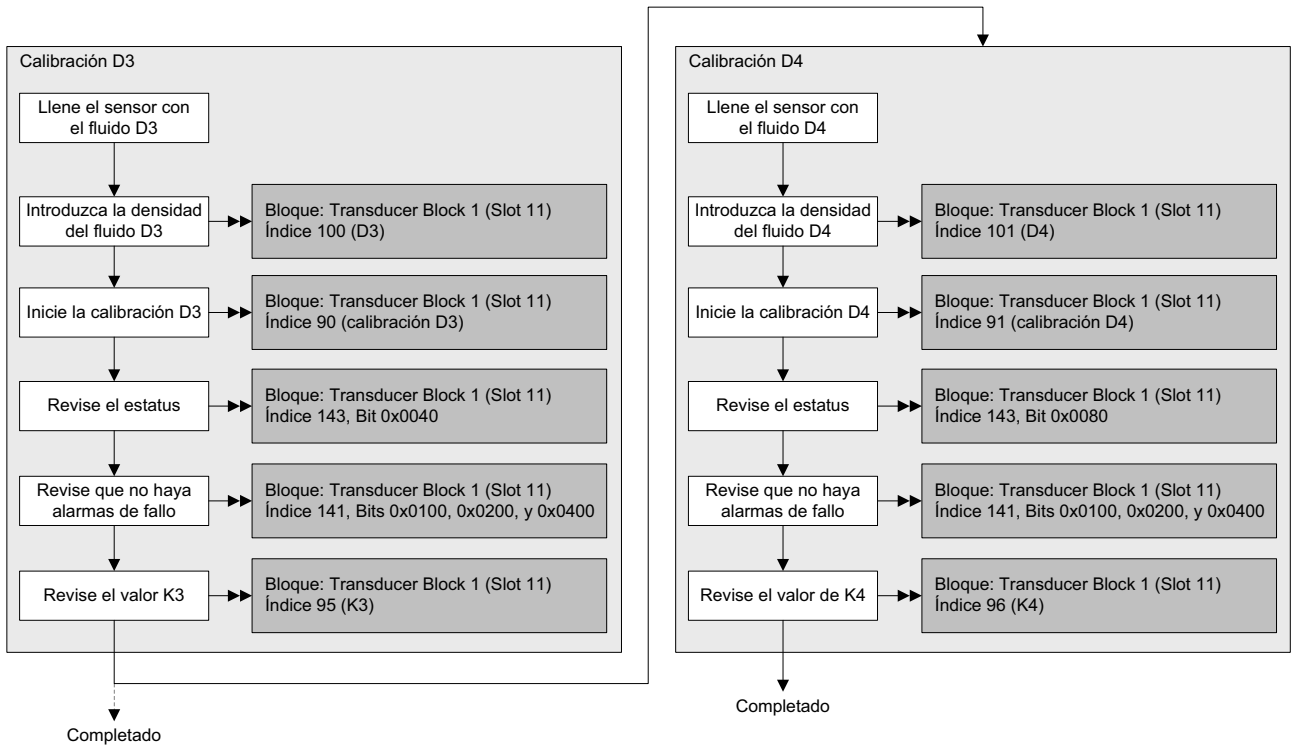 Calibración D3
Llene el sensor con
el fluido D3
Introduzca la densidad
del fluido D3
Bloque: Transducer Block 1 (Slot 11)
Índice 100 (D3)
Inicie la calibración D3
Bloque: Transducer Block 1 (Slot 11)
Índice 90 (calibración D3)
Revise el estatus
Bloque: Transducer Block 1 (Slot 11)
Índice 143, Bit 0x0040
Revise que no haya
alarmas de fallo
Bloque: Transducer Block 1 (Slot 11)
Índice 141, Bits 0x0100, 0x0200, y 0x0400
Revise el valor K3
Bloque: Transducer Block 1 (Slot 11)
Índice 95 (K3)
Completado
Calibración D4
Llene el sensor con
el fluido D4
Introduzca la densidad
del fluido D4
Bloque: Transducer Block 1 (Slot 11)
Índice 101 (D4)
Inicie la calibración D4
Bloque: Transducer Block 1 (Slot 11)
Índice 91 (calibración D4)
Revise el estatus
Bloque: Transducer Block 1 (Slot 11)
Índice 143, Bit 0x0080
Revise que no haya
alarmas de fallo
Bloque: Transducer Block 1 (Slot 11)
Índice 141, Bits 0x0100, 0x0200, y 0x0400
Revise el valor de K4
Bloque: Transducer Block 1 (Slot 11)
Índice 96 (K4)
Completado